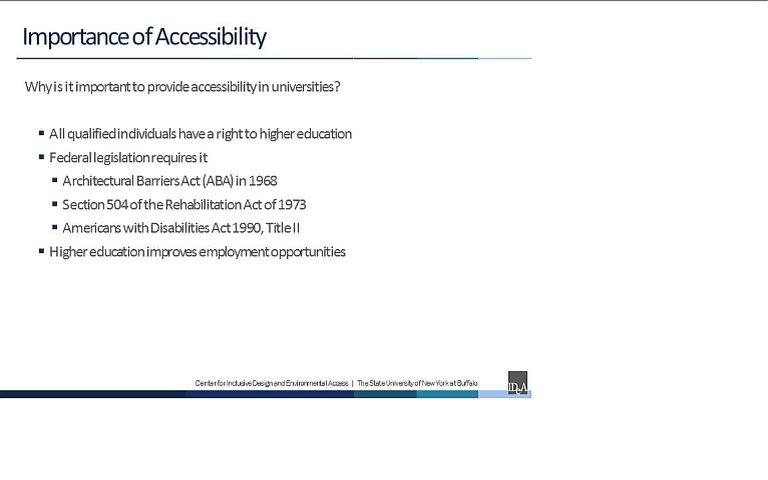 Importance of Accessibility
Why is it important to provide accessibility in universities?
All qualified individuals have a right to higher education
Federal legislation requires it
Architectural Barriers Act (ABA) in 1968
Section 504 of the Rehabilitation Act of 1973
Americans with Disabilities Act 1990, Title II
Higher education improves employment opportunities
Center for Inclusive Design and Environmental Access | The State University of New York at Buffalo
IDeA